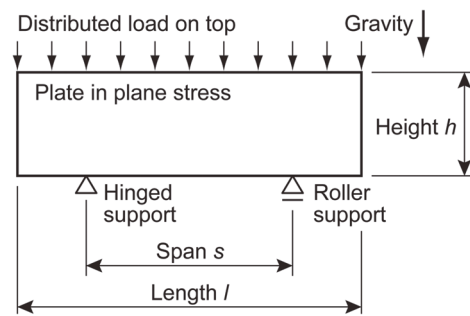 Distributed load on top
Gravity
Plate in plane stress
Height h
Hinged
support
Roller
support
Span s
Length l